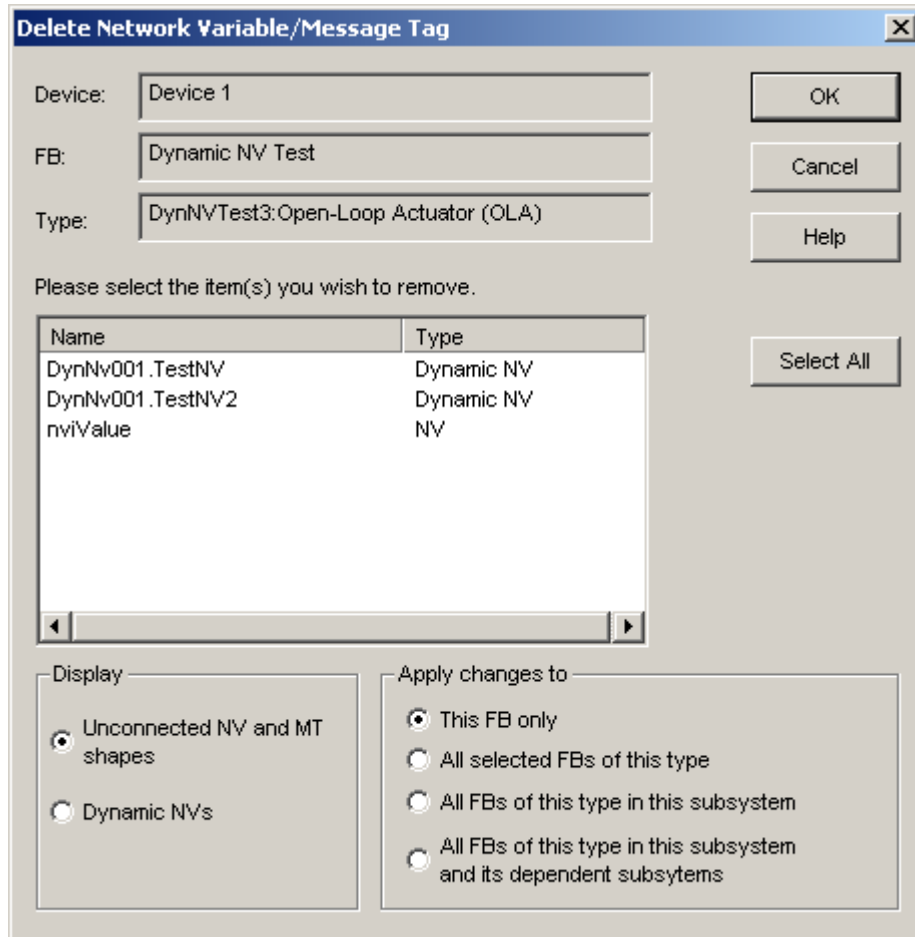 Delete Network Variable/Message Tag
Device: Device 1
OK
FB: Dynamic NV Test
Cancel
Type: DynNVTest3:Open-Loop Actuator (OLA)
Help
Please select the item(s) you wish to remove.
Name Type
DynNv001.TestNV Dynamic NV
Select All
DynNv001.TestNV2 Dynamic NV
nviValue NV
Display
Unconnected NV and MT
shapes
Dynamic NVs
Apply changes to
This FB only
All selected FBs of this type
All FBs of this type in this subsystem
All FBs of this type in this subsystem
and its dependent subsytems